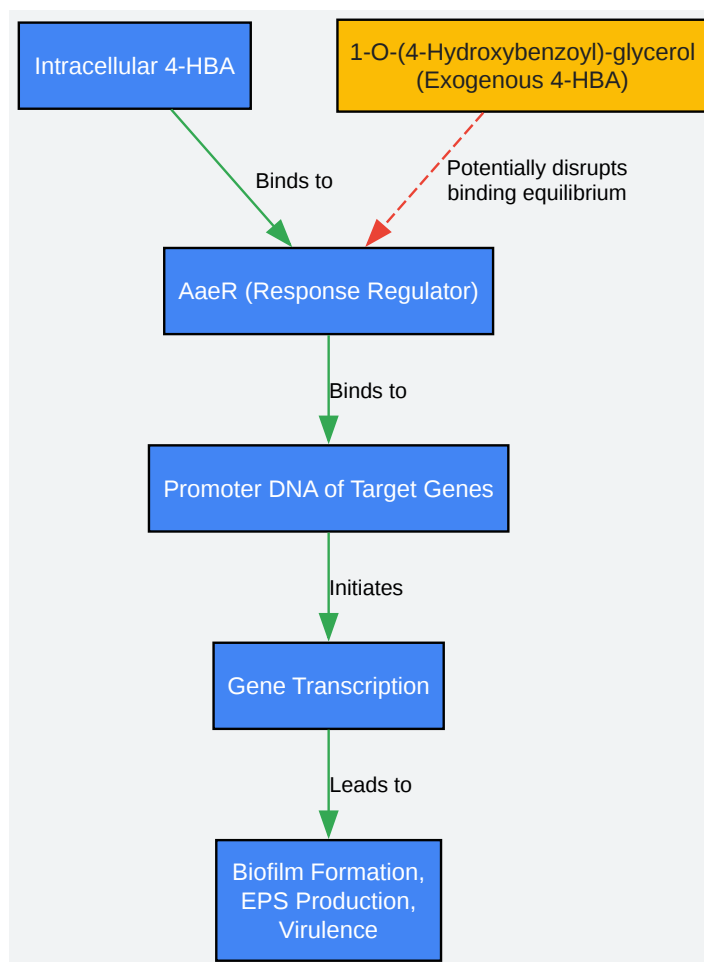 Intracellular 4-HBA
1-O-(4-Hydroxybenzoyl)-glycerol
(Exogenous 4-HBA)
Binds to
Potentially disrupts
binding equilibrium
AaeR (Response Regulator)
Binds to
Promoter DNA of Target Genes
Initiates
Gene Transcription
Leads to
Biofilm Formation,
EPS Production,
Virulence